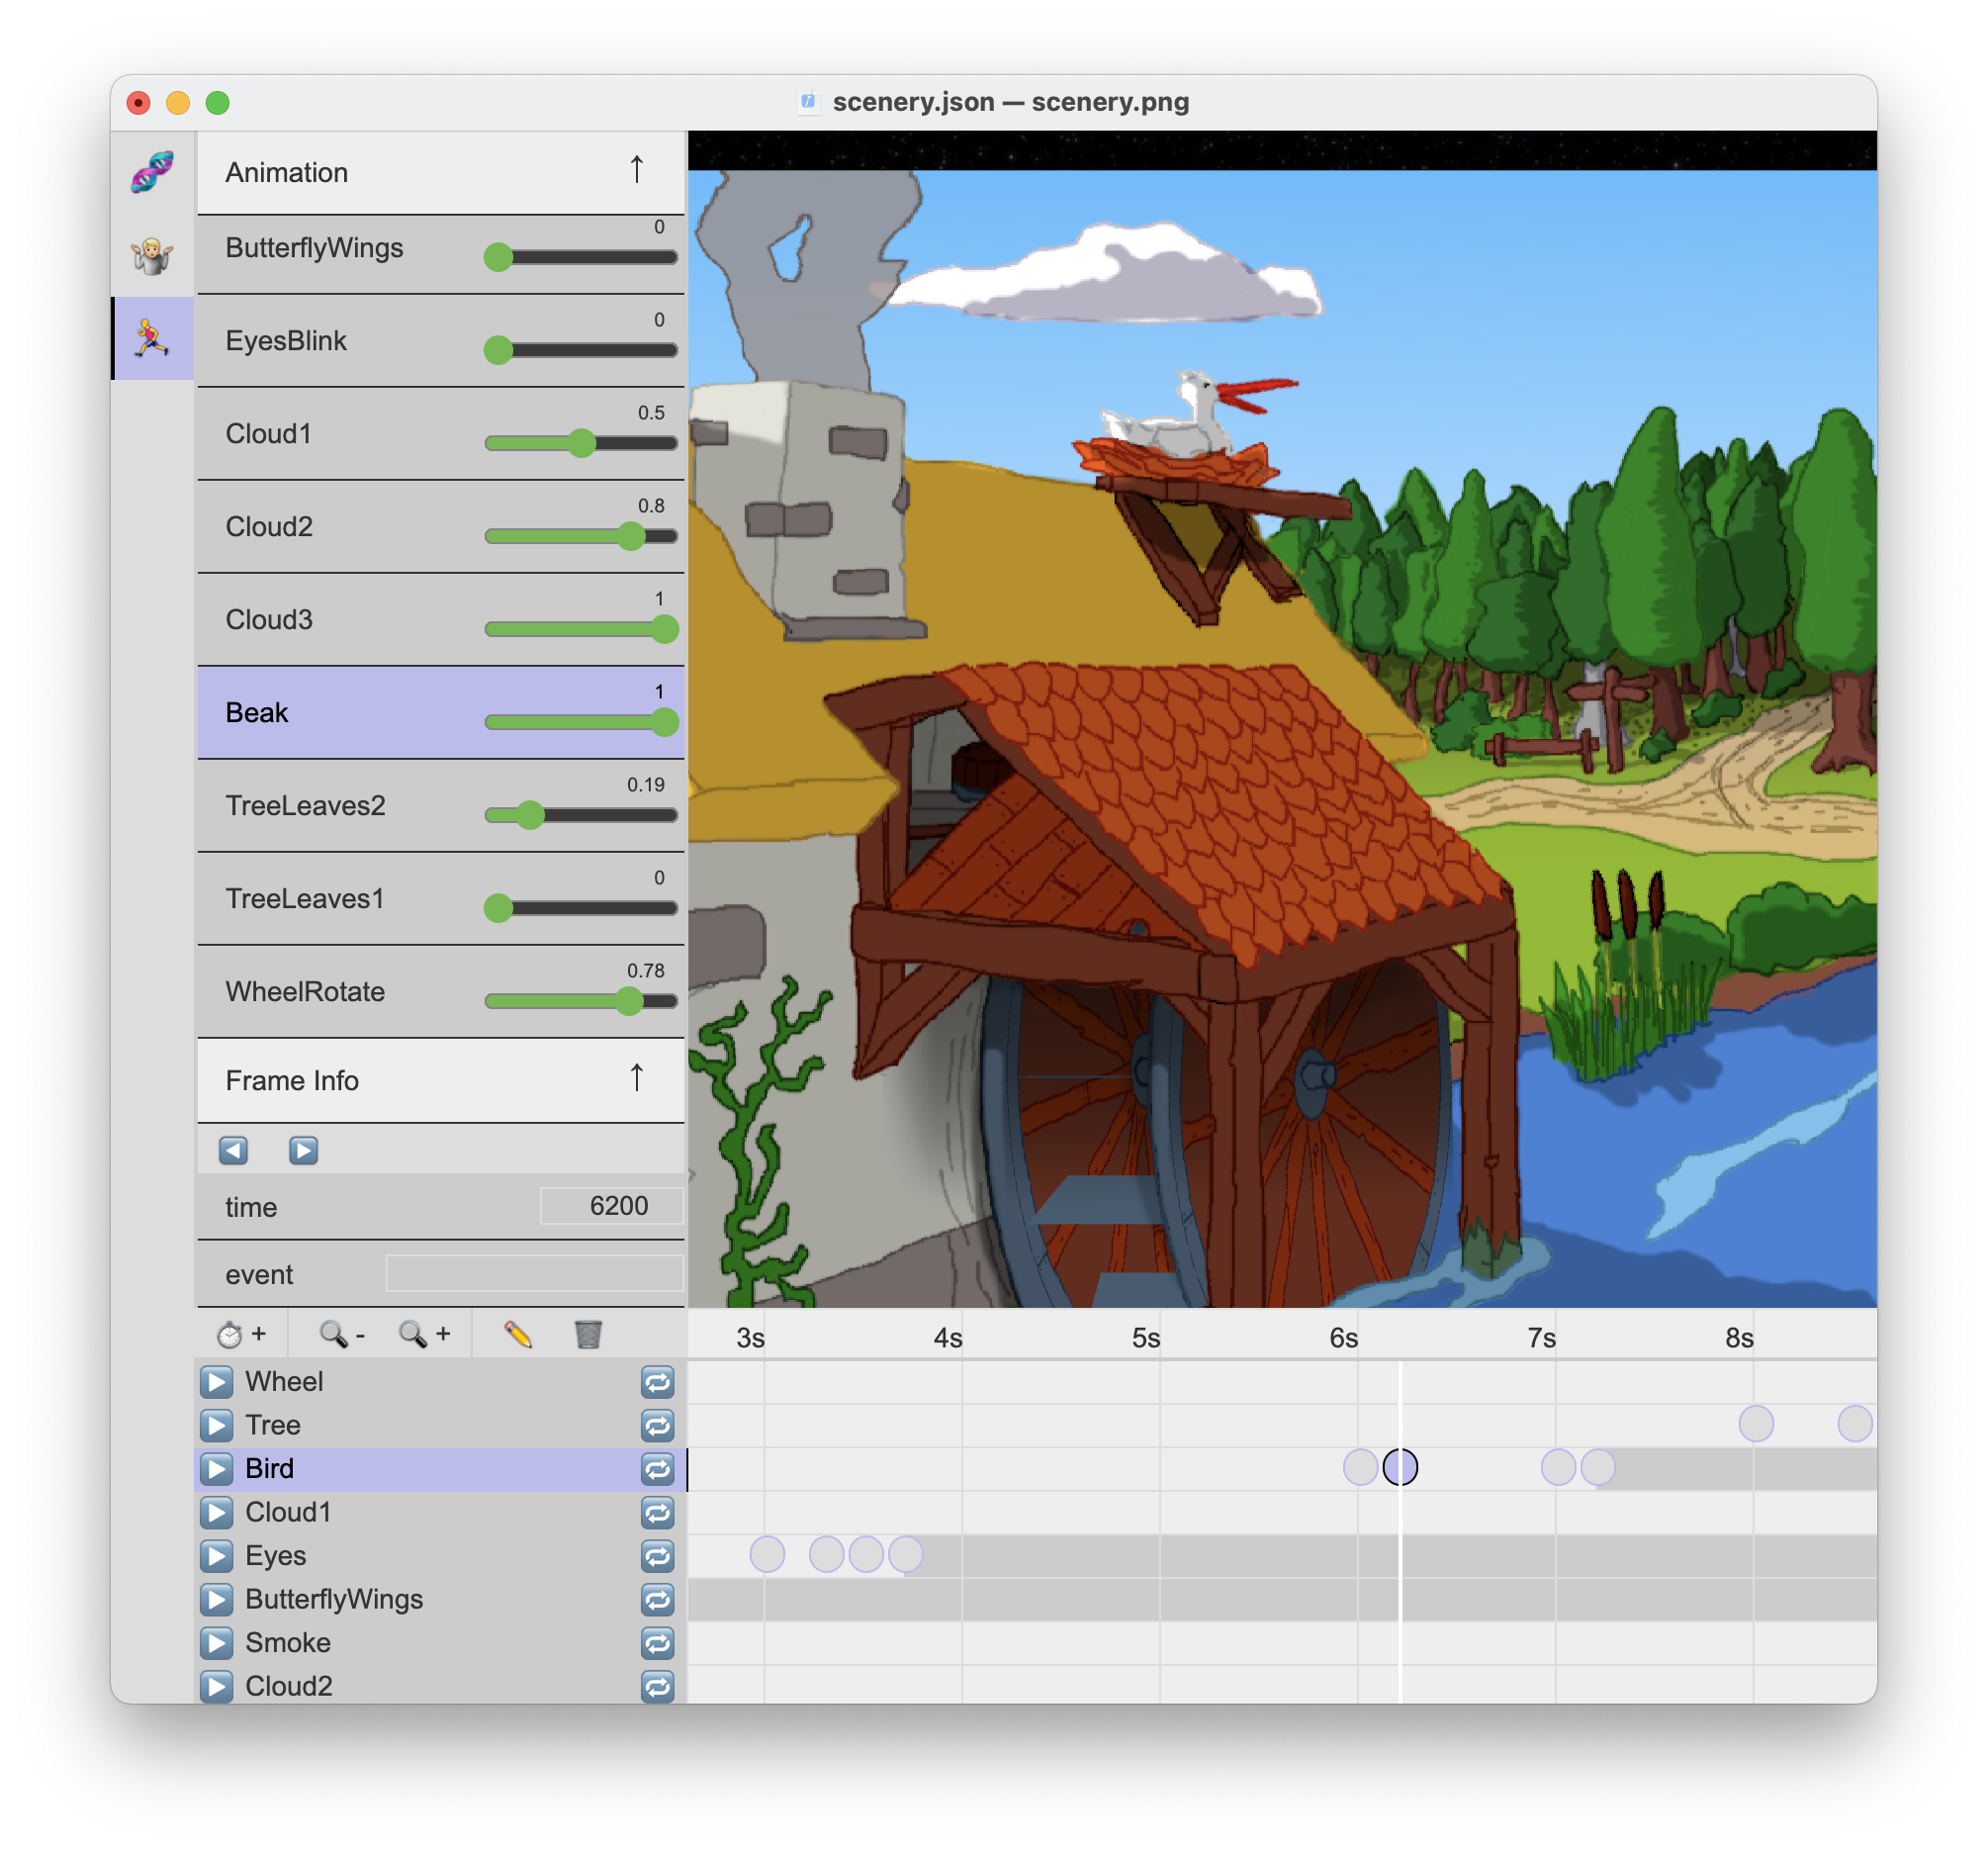 scenery.json — scenery.png
Animation ↑
ButterflyWings 0
EyesBlink 0
Cloud1 0.5
Cloud2 0.8
Cloud3 1
Beak 1
TreeLeaves2 0.19
TreeLeaves1 0
WheelRotate 0.78
Frame Info ↑
time 6200
event
+ - +
3s 4s 5s 6s 7s 8s
Wheel
Tree
Bird
Cloud1
Eyes
ButterflyWings
Smoke
Cloud2